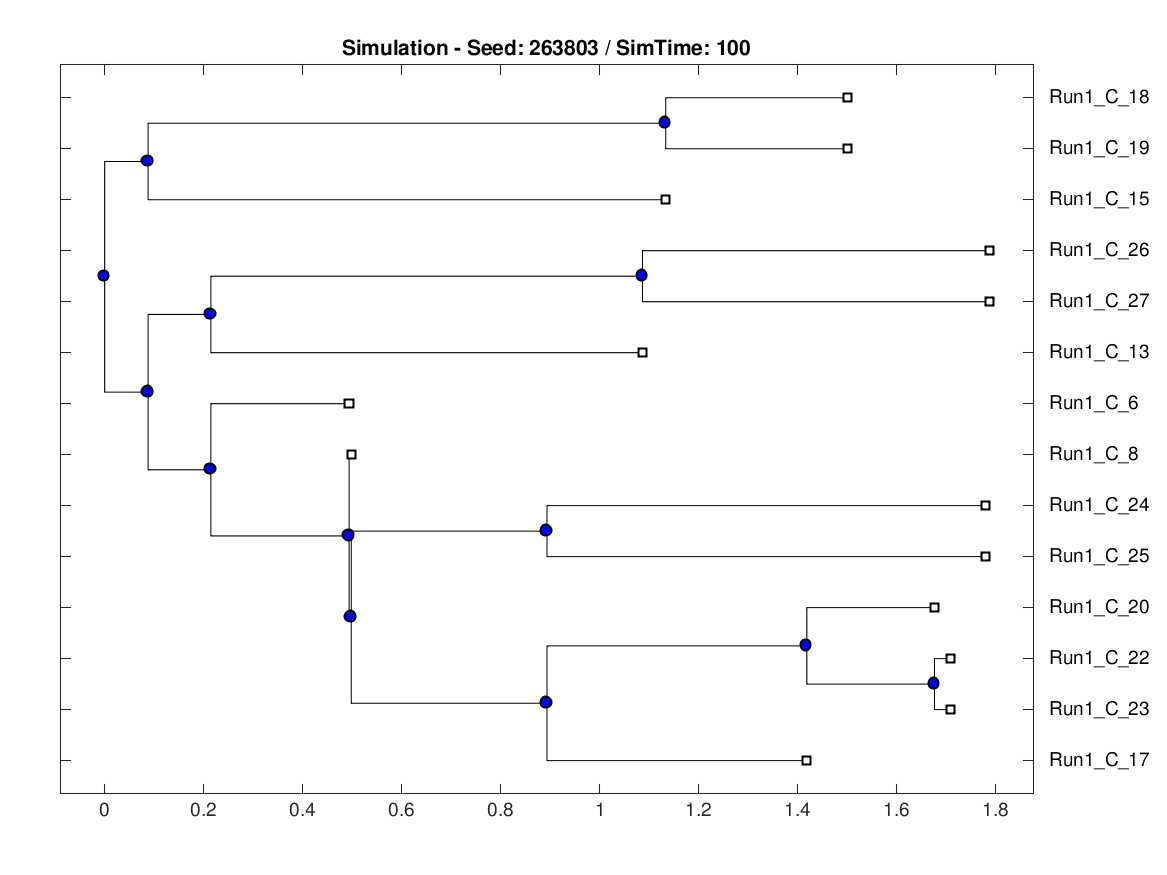 Simulation - Seed: 263803 / SimTime: 100
Run1_C_18
Run1_C_19
Run1_C_15
Run1_C_26
Run1_C_27
Run1_C_13
Run1_C_6
Run1_C_8
Run1_C_24
Run1_C_25
Run1_C_20
Run1_C_22
Run1_C_23
Run1_C_17
0 0.2 0.4 0.6 0.8 1 1.2 1.4 1.6 1.8